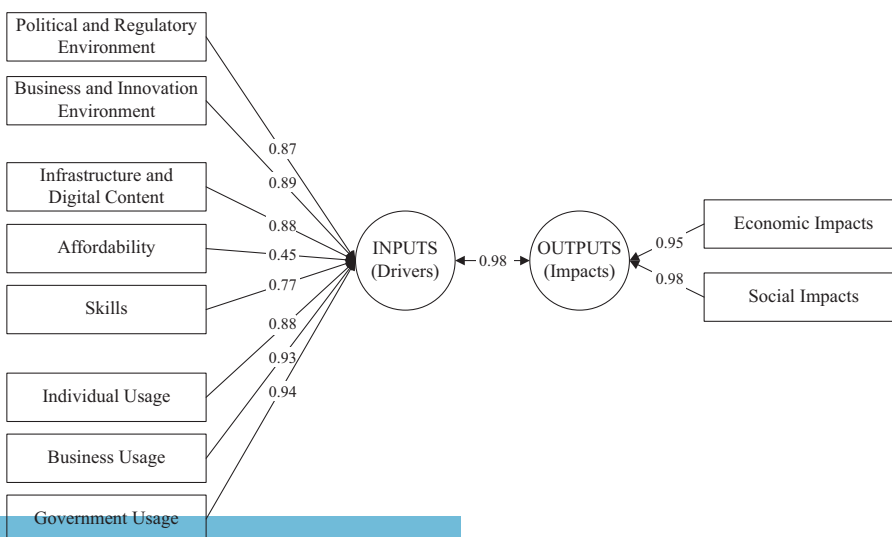 Political and Regulatory
Environment
Business and Innovation
Environment
Infrastructure and
Digital Content
Affordability
Skills
Individual Usage
Business Usage
Government Usage
0.87
0.89
0.88
0.45
0.77
0.88
0.93
0.94
INPUTS
(Drivers)
0.98
OUTPUTS
(Impacts)
0.95
0.98
Economic Impacts
Social Impacts